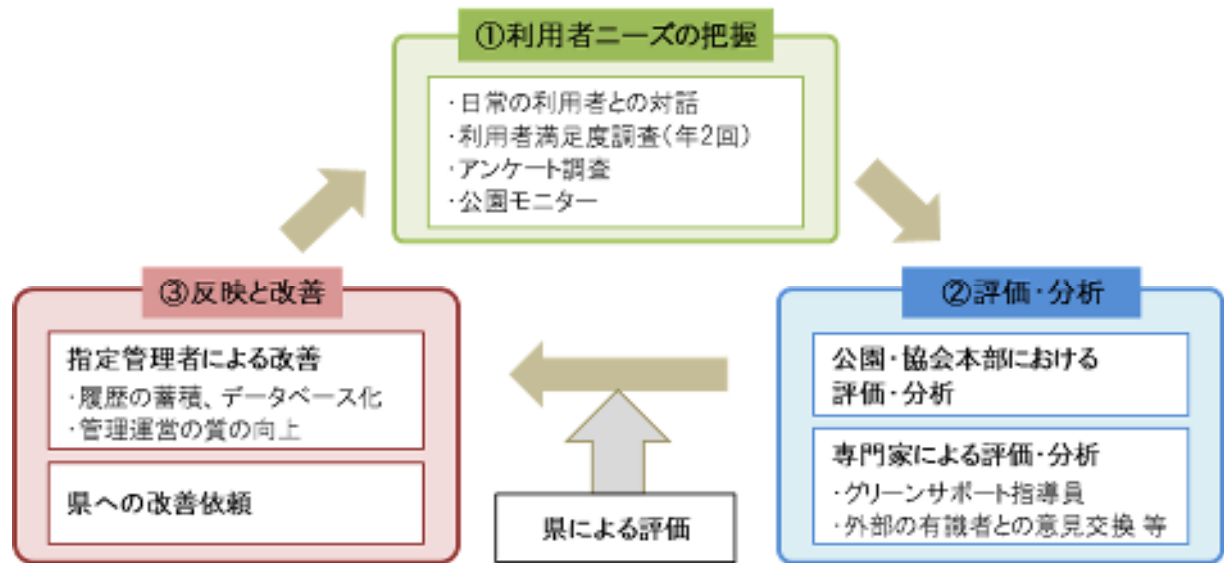 ①利用者ニーズの把握
・日常の利用者との対話
・利用者満足度調査(年2回)
・アンケート調査
・公園モニター
②評価・分析
公園・協会本部における
評価・分析
専門家による評価・分析
・グリーンサポート指導員
・外部の有識者との意見交換 等
③反映と改善
指定管理者による改善
・履歴の蓄積、データベース化
・管理運営の質の向上
県への改善依頼
県による評価